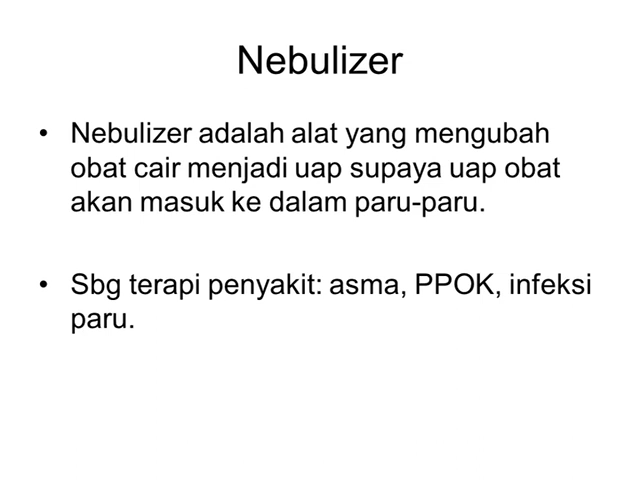 Nebulizer
• Nebulizer adalah alat yang mengubah
obat cair menjadi uap supaya uap obat
akan masuk ke dalam paru-paru.
• Sbg terapi penyakit: asma, PPOK, infeksi
paru.